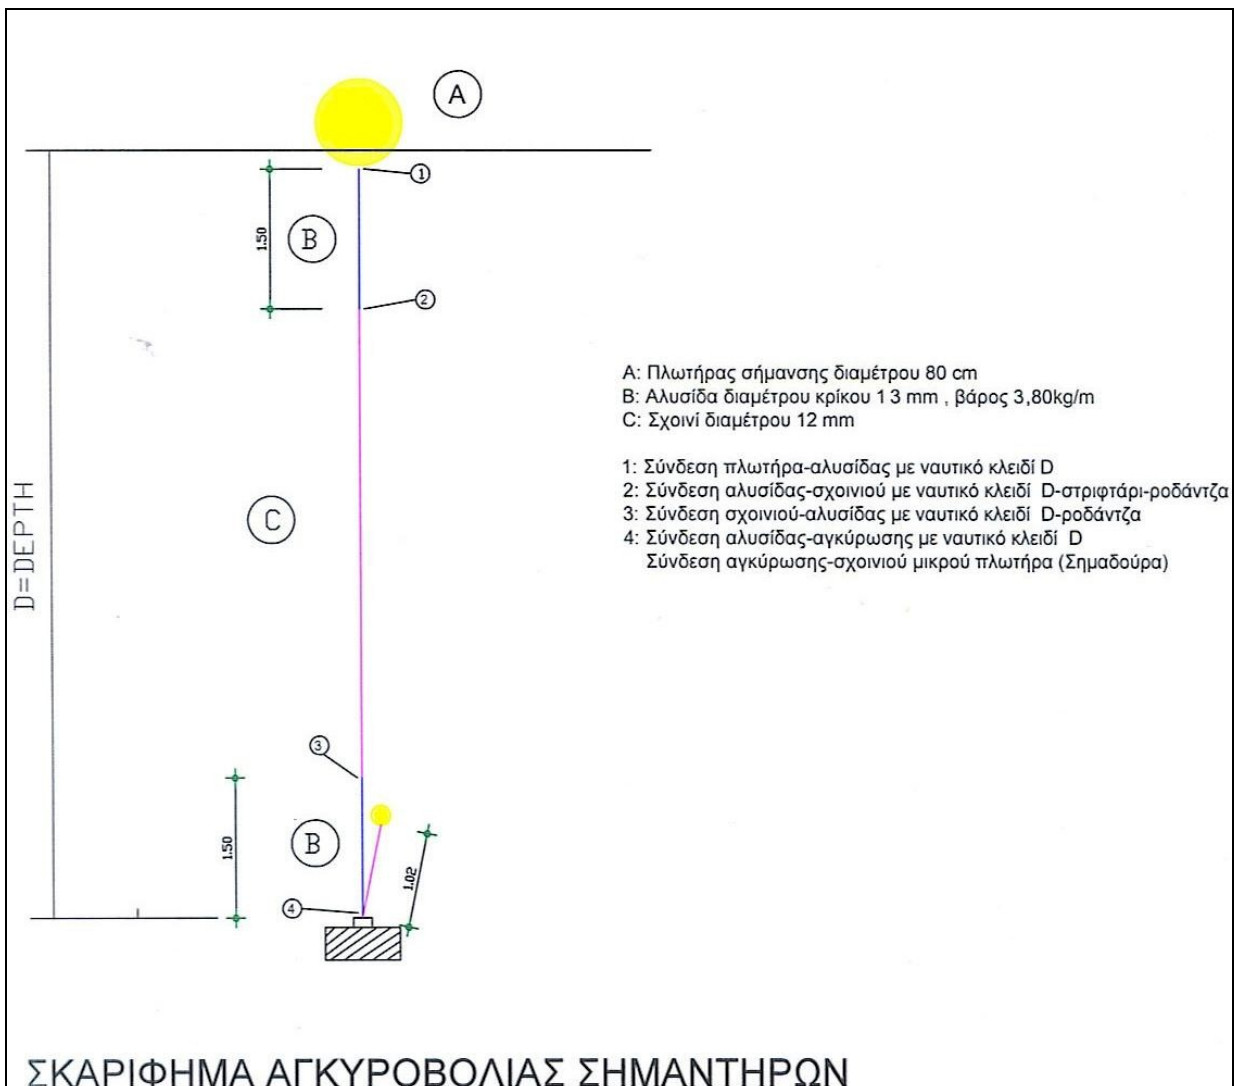 A
1
1.50
B
2
A: Πλωτήρας σήμανσης διαμέτρου 80 cm
B: Αλυσίδα διαμέτρου κρίκου 13 mm , βάρος 3,80kg/m
C: Σχοινί διαμέτρου 12 mm
1: Σύνδεση πλωτήρα-αλυσίδας με ναυτικό κλειδί D
2: Σύνδεση αλυσίδας-σχοινιού με ναυτικό κλειδί D-στριφτάρι-ροδάντζα
3: Σύνδεση σχοινιού-αλυσίδας με ναυτικό κλειδί D-ροδάντζα
4: Σύνδεση αλυσίδας-αγκύρωσης με ναυτικό κλειδί D
Σύνδεση αγκύρωσης-σχοινιού μικρού πλωτήρα (Σημαδούρα)
C
D=DEPTH
3
1.50
B
1.02
4
ΣΚΑΡΙΦΗΜΑ ΑΓΚΥΡΟΒΟΛΙΑΣ ΣΗΜΑΝΤΗΡΩΝ